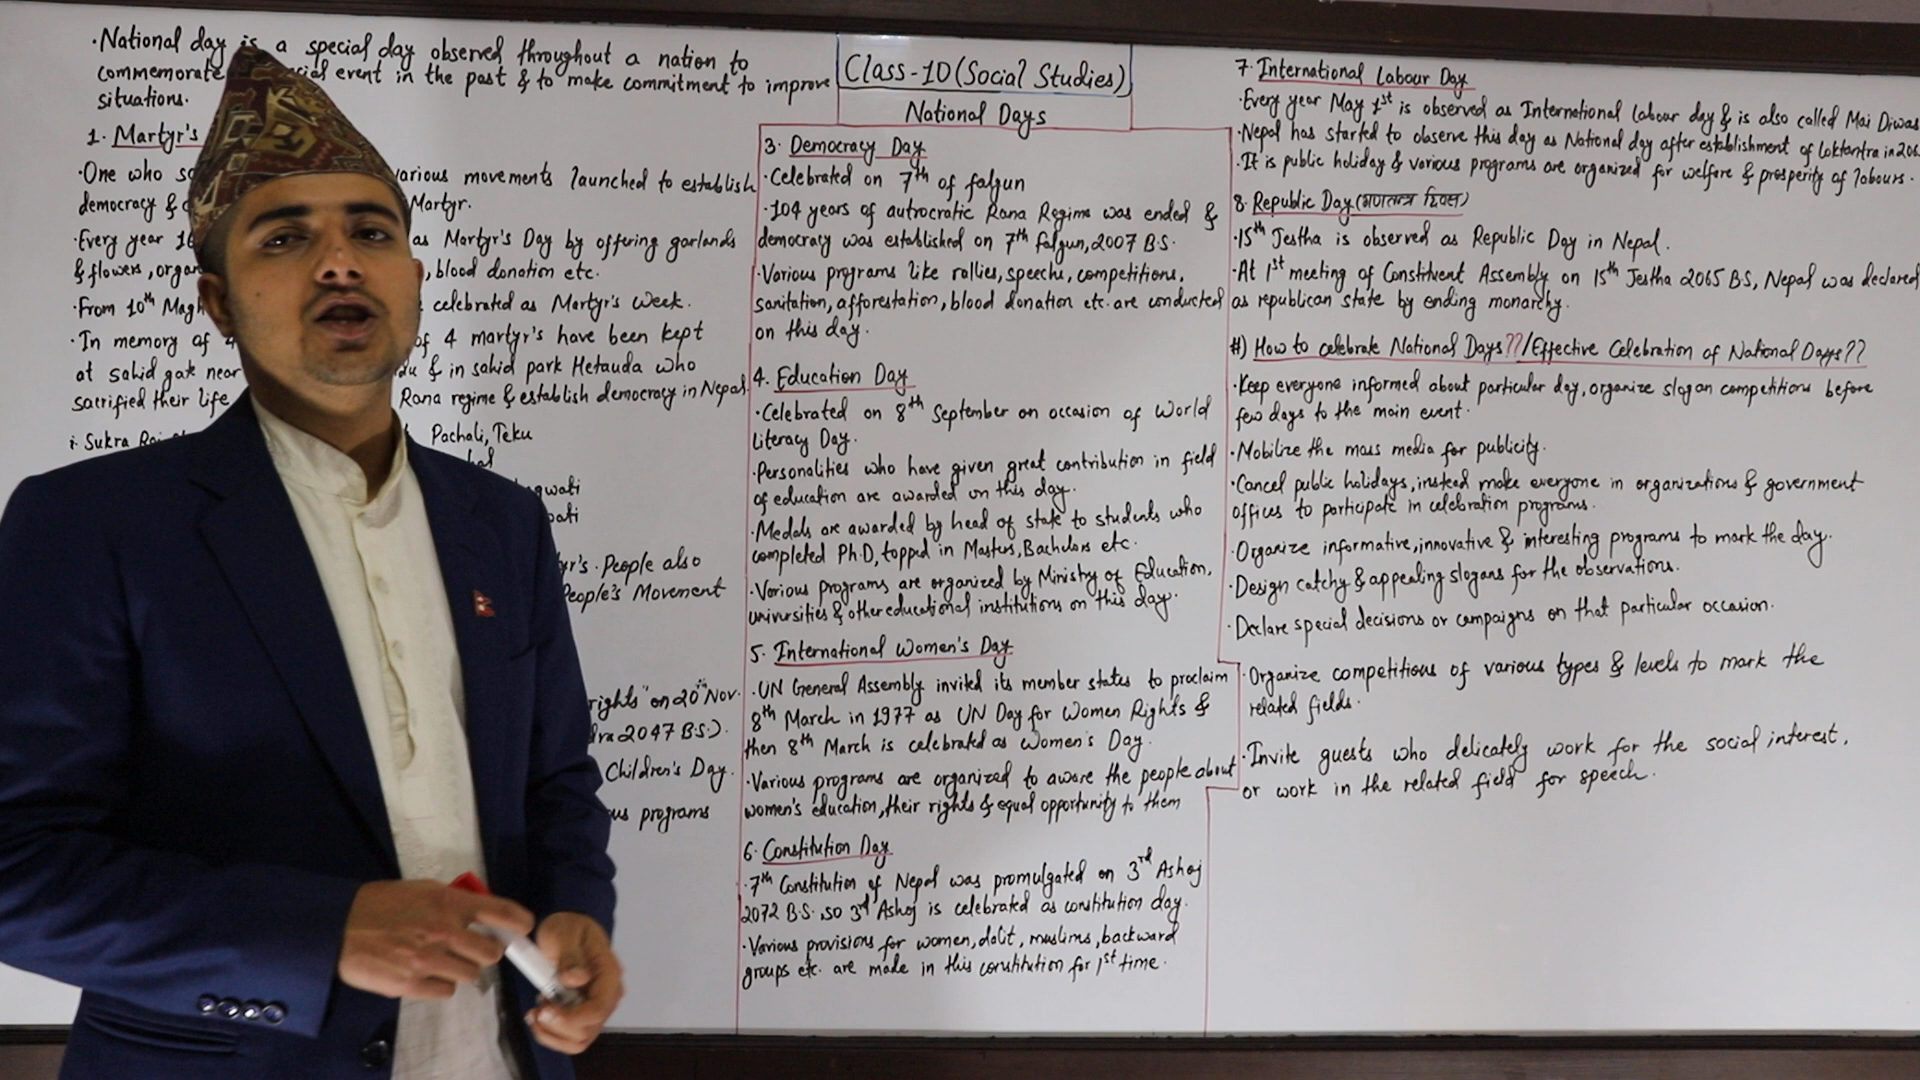 Class-10 (Social Studies)
National Days
·National day is a special day observed throughout a nation to
commemorate event in the past & to make commitment to improve
situations.
1. Martyr's
·One who various movements launched to establish
democracy & Martyr.
·Every year as Martyr's Day by offering garlands
& flowers, , blood donation etc.
·From 10th Magh celebrated as Martyr's Week.
·In memory of 4 of 4 martyr's have been kept
at sahid gate near & in sahid park Hetauda who
sacrified their life Rana regime & establish democracy in Nepal.
i. Sukra Pachali, Teku
People also
People's Movement
rights" on 20th Nov.
2047 B.S.).
Children's Day.
programs
3. Democracy Day
·Celebrated on 7th of falgun
·104 years of autrocratic Rana Regime was ended &
democracy was established on 7th falgun, 2007 B.S.
·Various programs like rallies, speechs, competitions,
sanitation, afforestation, blood donation etc. are conducted
on this day.
4. Education Day
·Celebrated on 8th September on occasion of World
Literacy Day.
·Personalities who have given great contribution in field
of education are awarded on this day.
·Medals are awarded by head of state to students who
completed Ph.D, topped in Masters, Bachelors etc.
·Various programs are organized by Ministry of Education,
universities & other educational institutions on this day.
5. International Women's Day
·UN General Assembly invited its member states to proclaim
8th March in 1977 as UN Day for Women Rights &
then 8th March is celebrated as Women's Day.
·Various programs are organized to aware the people about
women's education, their rights & equal opportunity to them
6. Constitution Day
·7th Constitution of Nepal was promulgated on 3rd Ashoj
2072 B.S. so 3rd Ashoj is celebrated as constitution day.
·Various provisions for women, dalit, muslims, backward
groups etc. are made in this constitution for 1st time.
7. International Labour Day
·Every year May 1st is observed as International labour day & is also called Mai Diwas
·Nepal has started to observe this day as National day after establishment of Loktantra in
·It is public holiday & various programs are organized for welfare & prosperity of labours.
8. Republic Day (गणतन्त्र दिवस)
·15th Jestha is observed as Republic Day in Nepal.
·At 1st meeting of Constituent Assembly on 15th Jestha 2065 BS, Nepal was declared
as republican state by ending monarchy.
#) How to celebrate National Days??/Effective Celebration of National Days??
·Keep everyone informed about particular day, organize slogan competitions before
few days to the main event.
·Mobilize the mass media for publicity.
·Cancel public holidays, instead make everyone in organizations & government
offices to participate in celebration programs.
·Organize informative, innovative & interesting programs to mark the day.
·Design catchy & appealing slogans for the observations.
·Declare special decisions or campaigns on that particular occasion.
·Organize competitions of various types & levels to mark the
related fields.
·Invite guests who delicately work for the social interest,
or work in the related field for speech.